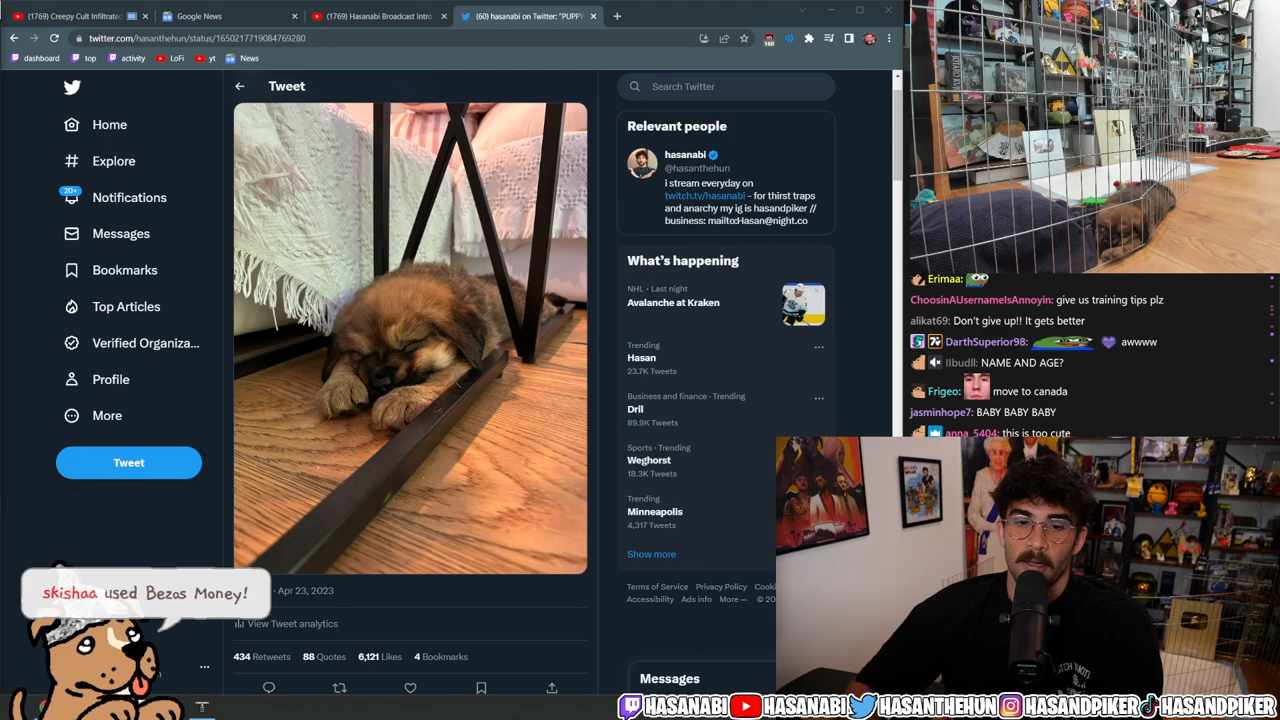 (1769) Creepy Cult Infiltrated
Google News
(1769) Hasanabi Broadcast Intro
(60) hasanabi on Twitter: "PUPPY
twitter.com/hasanthehun/status/1650217719084769280
160
dashboard
top
activity
LoFi
yt
News
Home
Explore
20+
Notifications
Messages
Bookmarks
Top Articles
Verified Organiza...
Profile
More
Tweet
Tweet
Apr 23, 2023
View Tweet analytics
434 Retweets 88 Quotes 6,121 Likes 4 Bookmarks
Search Twitter
Relevant people
hasanabi
@hasanthehun
i stream everyday on
twitch.tv/hasanabi - for thirst traps
and anarchy my ig is hasandpiker //
business: mailto:Hasan@night.co
What's happening
NHL · Last night
Avalanche at Kraken
Trending
Hasan
23.7K Tweets
Business and finance · Trending
Dril
89.9K Tweets
Sports · Trending
Weghorst
18.3K Tweets
Trending
Minneapolis
4,317 Tweets
Show more
Terms of Service Privacy Policy Cooki
Accessibility Ads info More ··· © 20
Messages
Erimaa:
ChoosinAUsernameIsAnnoyin: give us training tips plz
alikat69: Don't give up!! It gets better
DarthSuperior98: awwww
IIbudII: NAME AND AGE?
Frigeo: move to canada
jasminhope7: BABY BABY BABY
anna_5404: this is too cute
skishaa used Bezos Money!
HASANABI HASANABI HASANTHEHUN HASANDPIKER HASANDPIKER